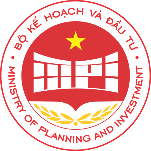 BỘ KẾ HOẠCH VÀ ĐẦU TƯ
mpi
MINISTRY OF PLANNING AND INVESTMENT